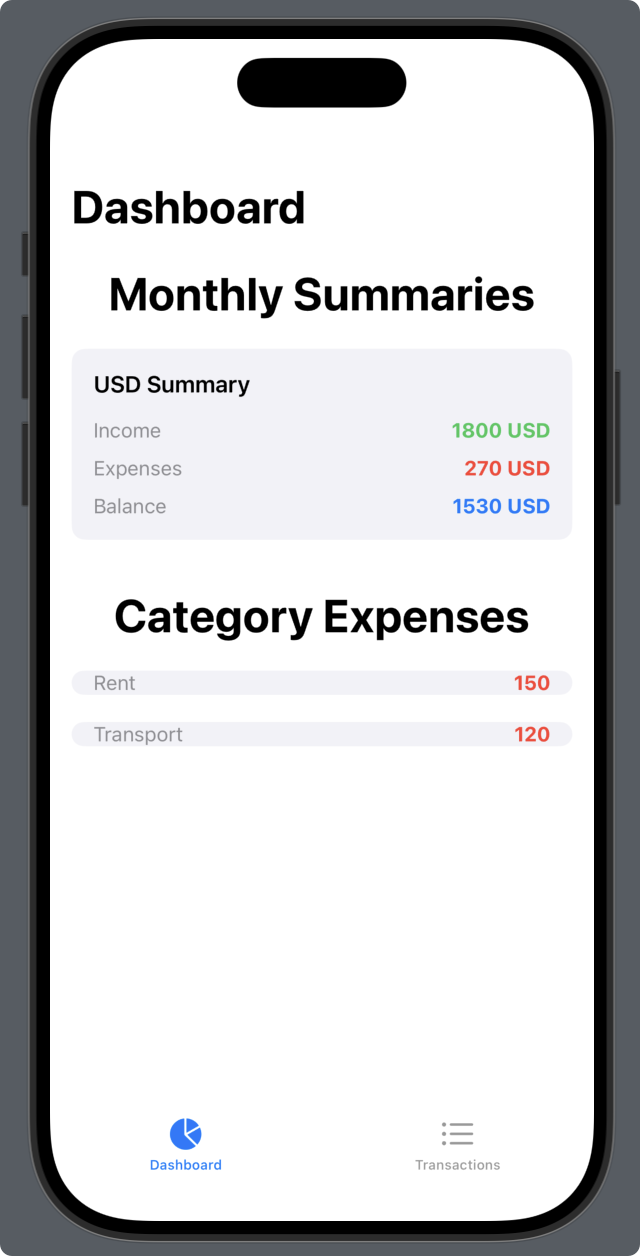 Dashboard
Monthly Summaries
USD Summary
Income 1800 USD
Expenses 270 USD
Balance 1530 USD
Category Expenses
Rent 150
Transport 120
Dashboard Transactions